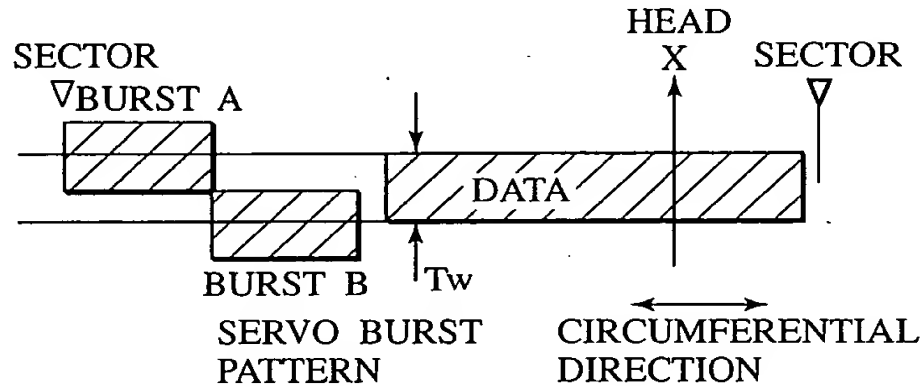 HEAD
X
SECTOR
SECTOR
BURST A
DATA
BURST B
Tw
SERVO BURST
PATTERN
CIRCUMFERENTIAL
DIRECTION